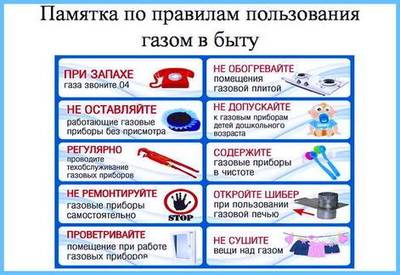 Памятка по правилам пользования
газом в быту
ПРИ ЗАПАХЕ
газа звоните 04
НЕ ОСТАВЛЯЙТЕ
работающие газовые
приборы без присмотра
РЕГУЛЯРНО
проводите
техобслуживание
газовых приборов
НЕ РЕМОНТИРУЙТЕ
газовые приборы
самостоятельно
STOP
ПРОВЕТРИВАЙТЕ
помещение при работе
газовых приборов
НЕ ОБОГРЕВАЙТЕ
помещения
газовой плитой
НЕ ДОПУСКАЙТЕ
к газовым приборам
детей дошкольного
возраста
СОДЕРЖИТЕ
газовые приборы
в чистоте
ОТКРОЙТЕ ШИБЕР
при пользовании
газовой печью
НЕ СУШИТЕ
вещи над газом